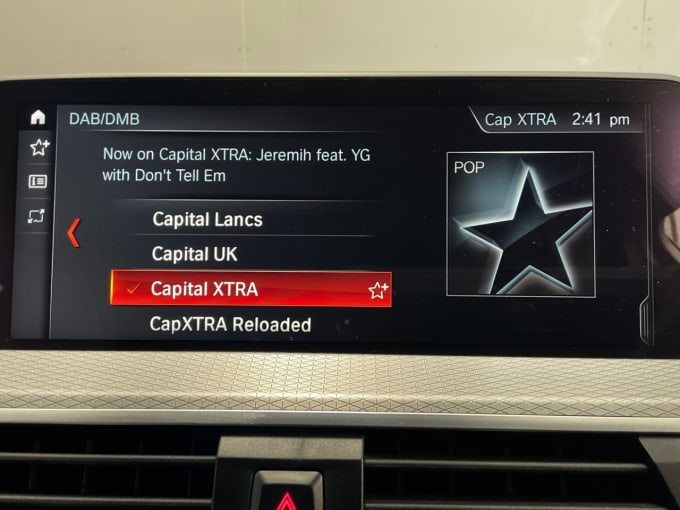 DAB/DMB
Cap XTRA 2:41 pm
Now on Capital XTRA: Jeremih feat. YG
with Don't Tell Em
POP
Capital Lancs
Capital UK
Capital XTRA
CapXTRA Reloaded